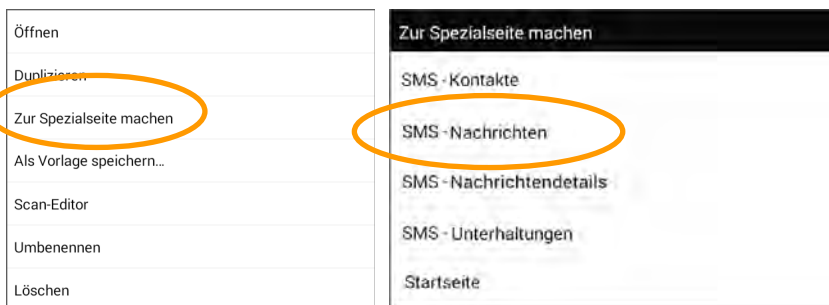 Öffnen
Duplizieren
Zur Spezialseite machen
Als Vorlage speichern...
Scan-Editor
Umbenennen
Löschen
Zur Spezialseite machen
SMS - Kontakte
SMS - Nachrichten
SMS - Nachrichtendetails
SMS - Unterhaltungen
Startseite